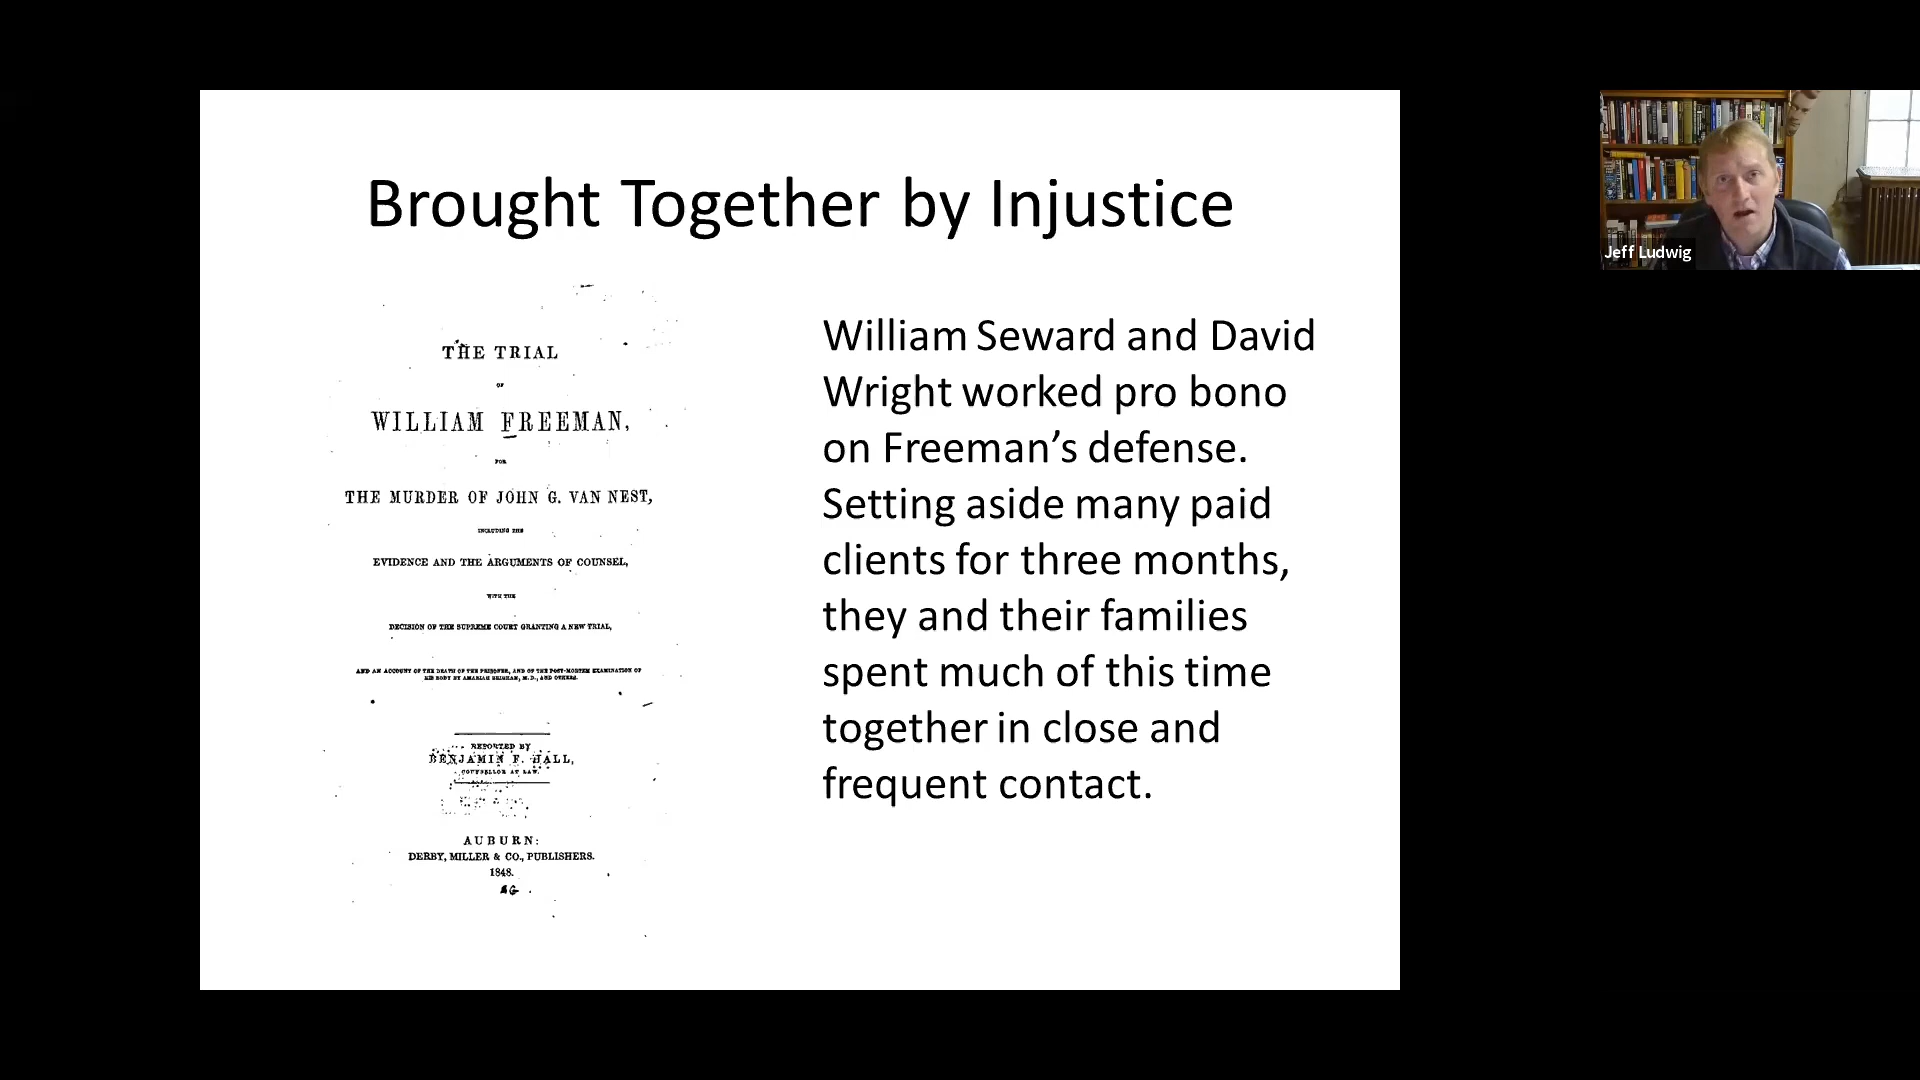 Brought Together by Injustice
THE TRIAL
OF
WILLIAM FREEMAN,
FOR
THE MURDER OF JOHN G. VAN NEST,
INCLUDING THE
EVIDENCE AND THE ARGUMENTS OF COUNSEL,
WITH THE
DECISION OF THE SUPREME COURT GRANTING A NEW TRIAL,
AND AN ACCOUNT OF THE DEATH OF THE PRISONER, AND OF THE POST-MORTEM EXAMINATION OF
HIS BODY BY AMARIAH BRIGHAM, M. D., AND OTHERS.
REPORTED BY
BENJAMIN F. HALL,
COUNSELLOR AT LAW.
AUBURN:
DERBY, MILLER & CO., PUBLISHERS.
1848.
William Seward and David
Wright worked pro bono
on Freeman’s defense.
Setting aside many paid
clients for three months,
they and their families
spent much of this time
together in close and
frequent contact.
Jeff Ludwig